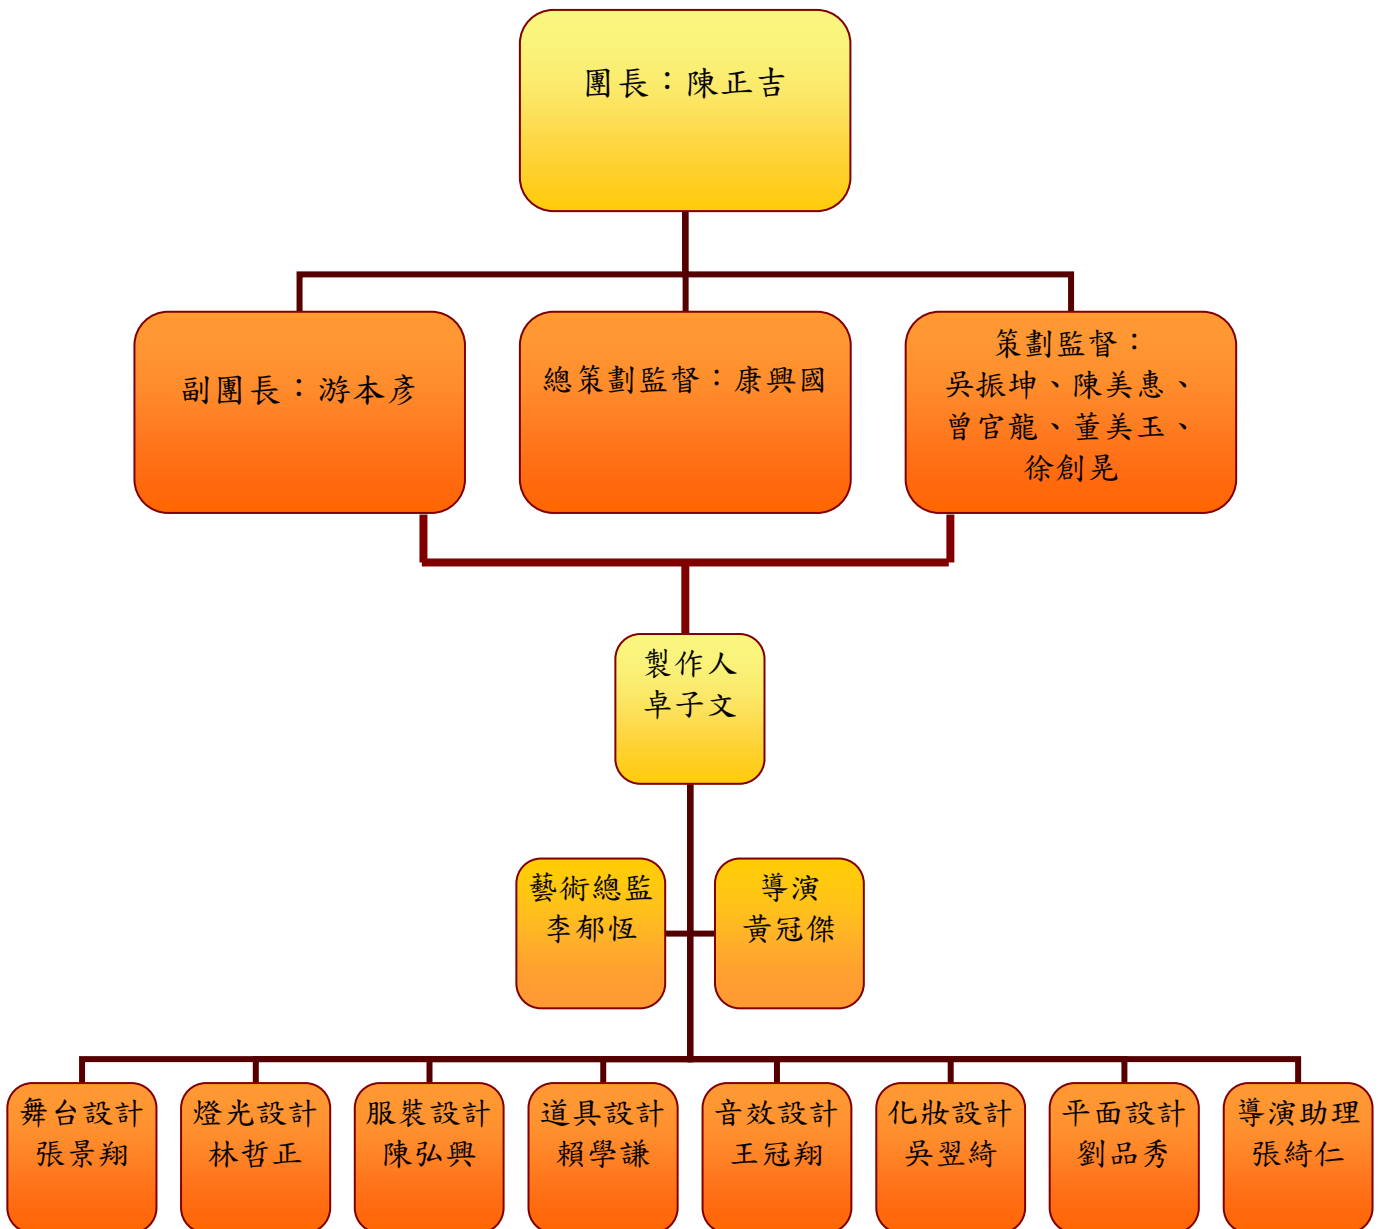 團長：陳正吉
副團長：游本彥
總策劃監督：康興國
策劃監督：
吳振坤、陳美惠、
曾官龍、董美玉、
徐創晃
製作人
卓子文
藝術總監
李郁恆
導演
黃冠傑
舞台設計
張景翔
燈光設計
林哲正
服裝設計
陳弘興
道具設計
賴學謙
音效設計
王冠翔
化妝設計
吳翌綺
平面設計
劉品秀
導演助理
張綺仁